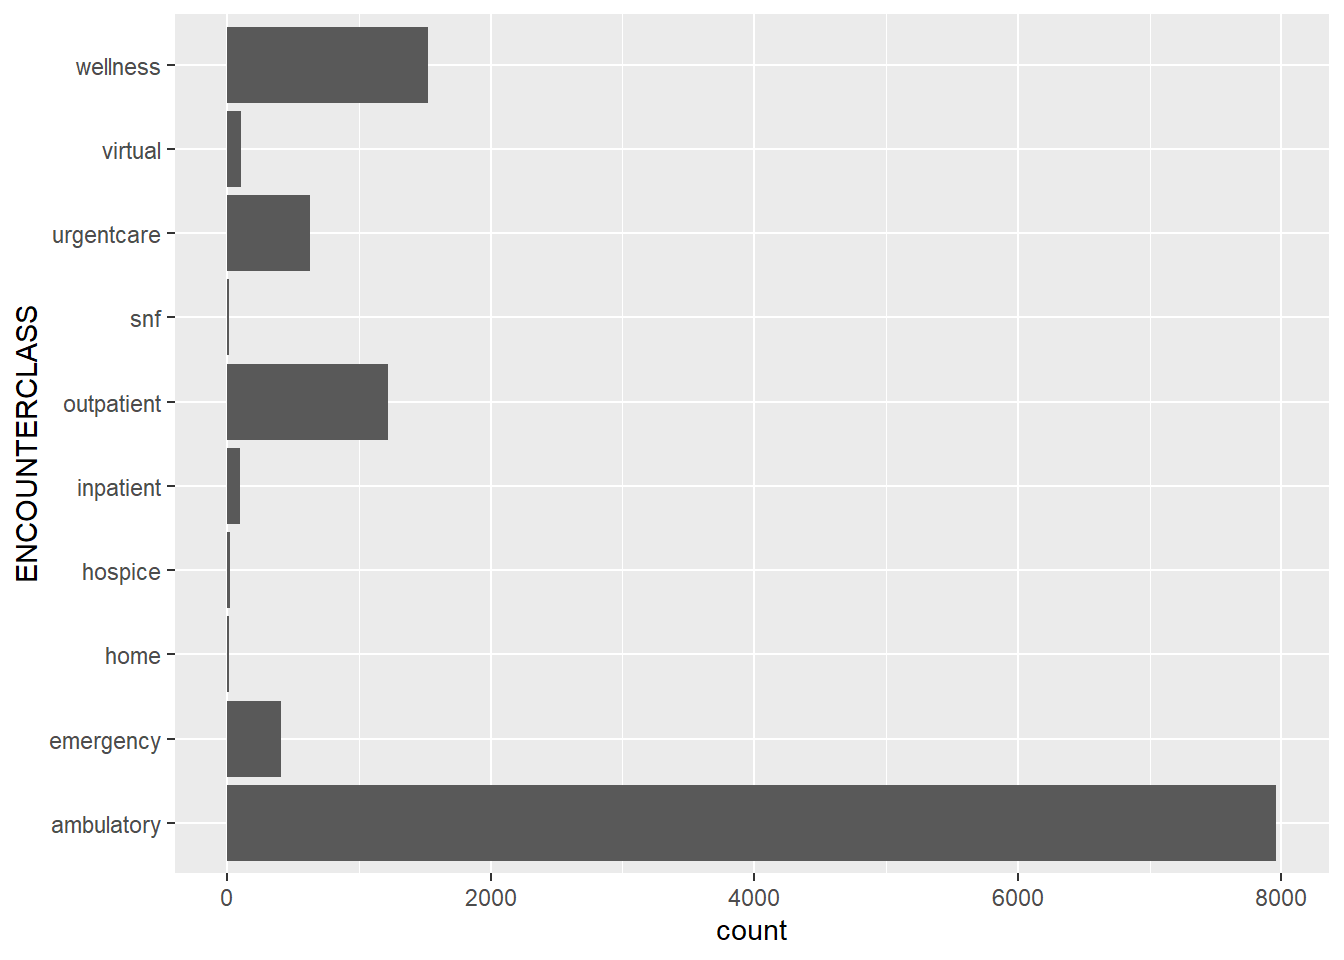 ENCOUNTERCLASS
wellness
virtual
urgentcare
snf
outpatient
inpatient
hospice
home
emergency
ambulatory
0 2000 4000 6000 8000
count